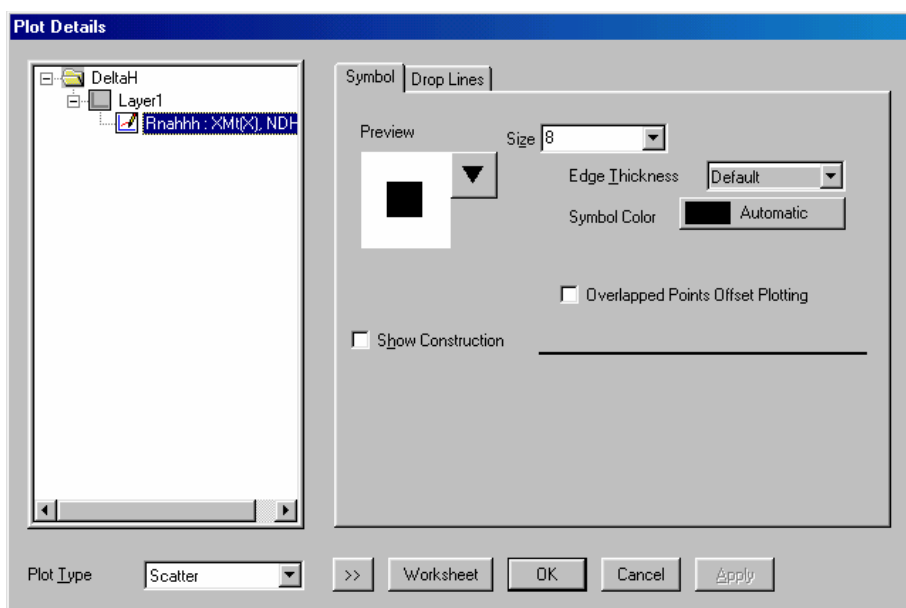 Plot Details
DeltaH
Layer1
Rnahhh : XMt(X), NDH
Symbol
Drop Lines
Preview
Size 8
Edge Thickness Default
Symbol Color Automatic
Overlapped Points Offset Plotting
Show Construction
Plot Type Scatter
>> Worksheet OK Cancel Apply